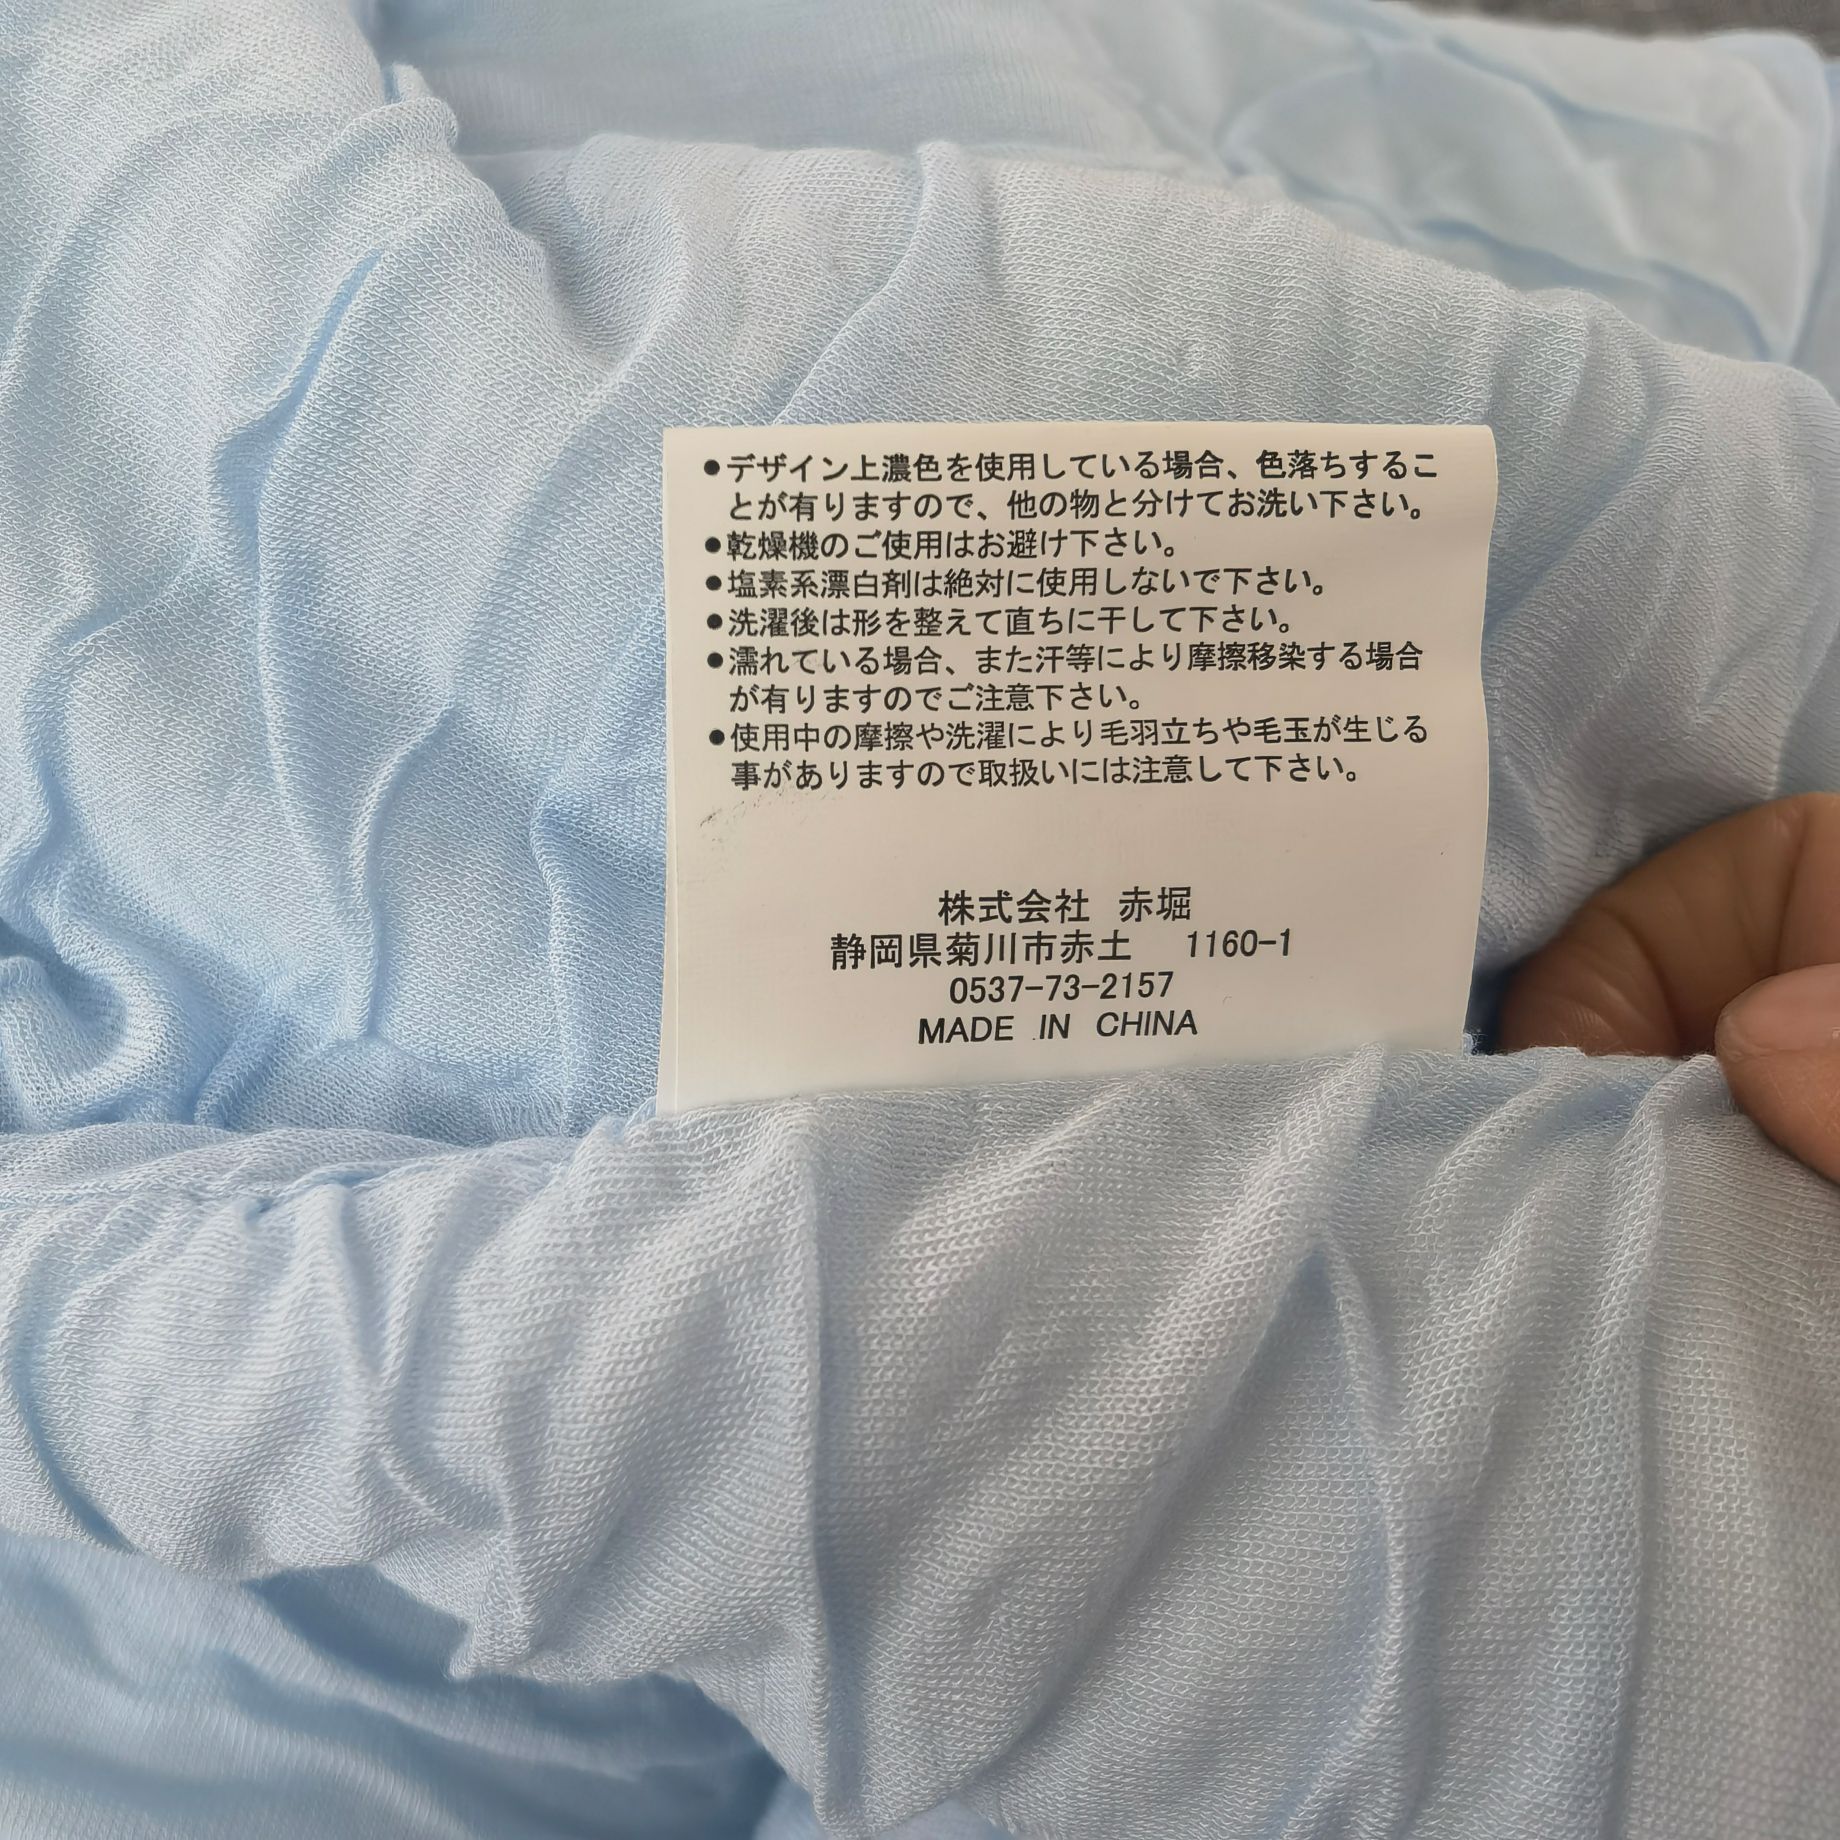 ●デザイン上濃色を使用している場合、色落ちするこ
とが有りますので、他の物と分けてお洗い下さい。
●乾燥機のご使用はお避け下さい。
●塩素系漂白剤は絶対に使用しないで下さい。
●洗濯後は形を整えて直ちに干して下さい。
●濡れている場合、また汗等により摩擦移染する場合
が有りますのでご注意下さい。
●使用中の摩擦や洗濯により毛羽立ちや毛玉が生じる
事がありますので取扱いには注意して下さい。
株式会社 赤堀
静岡県菊川市赤土 1160-1
0537-73-2157
MADE IN CHINA